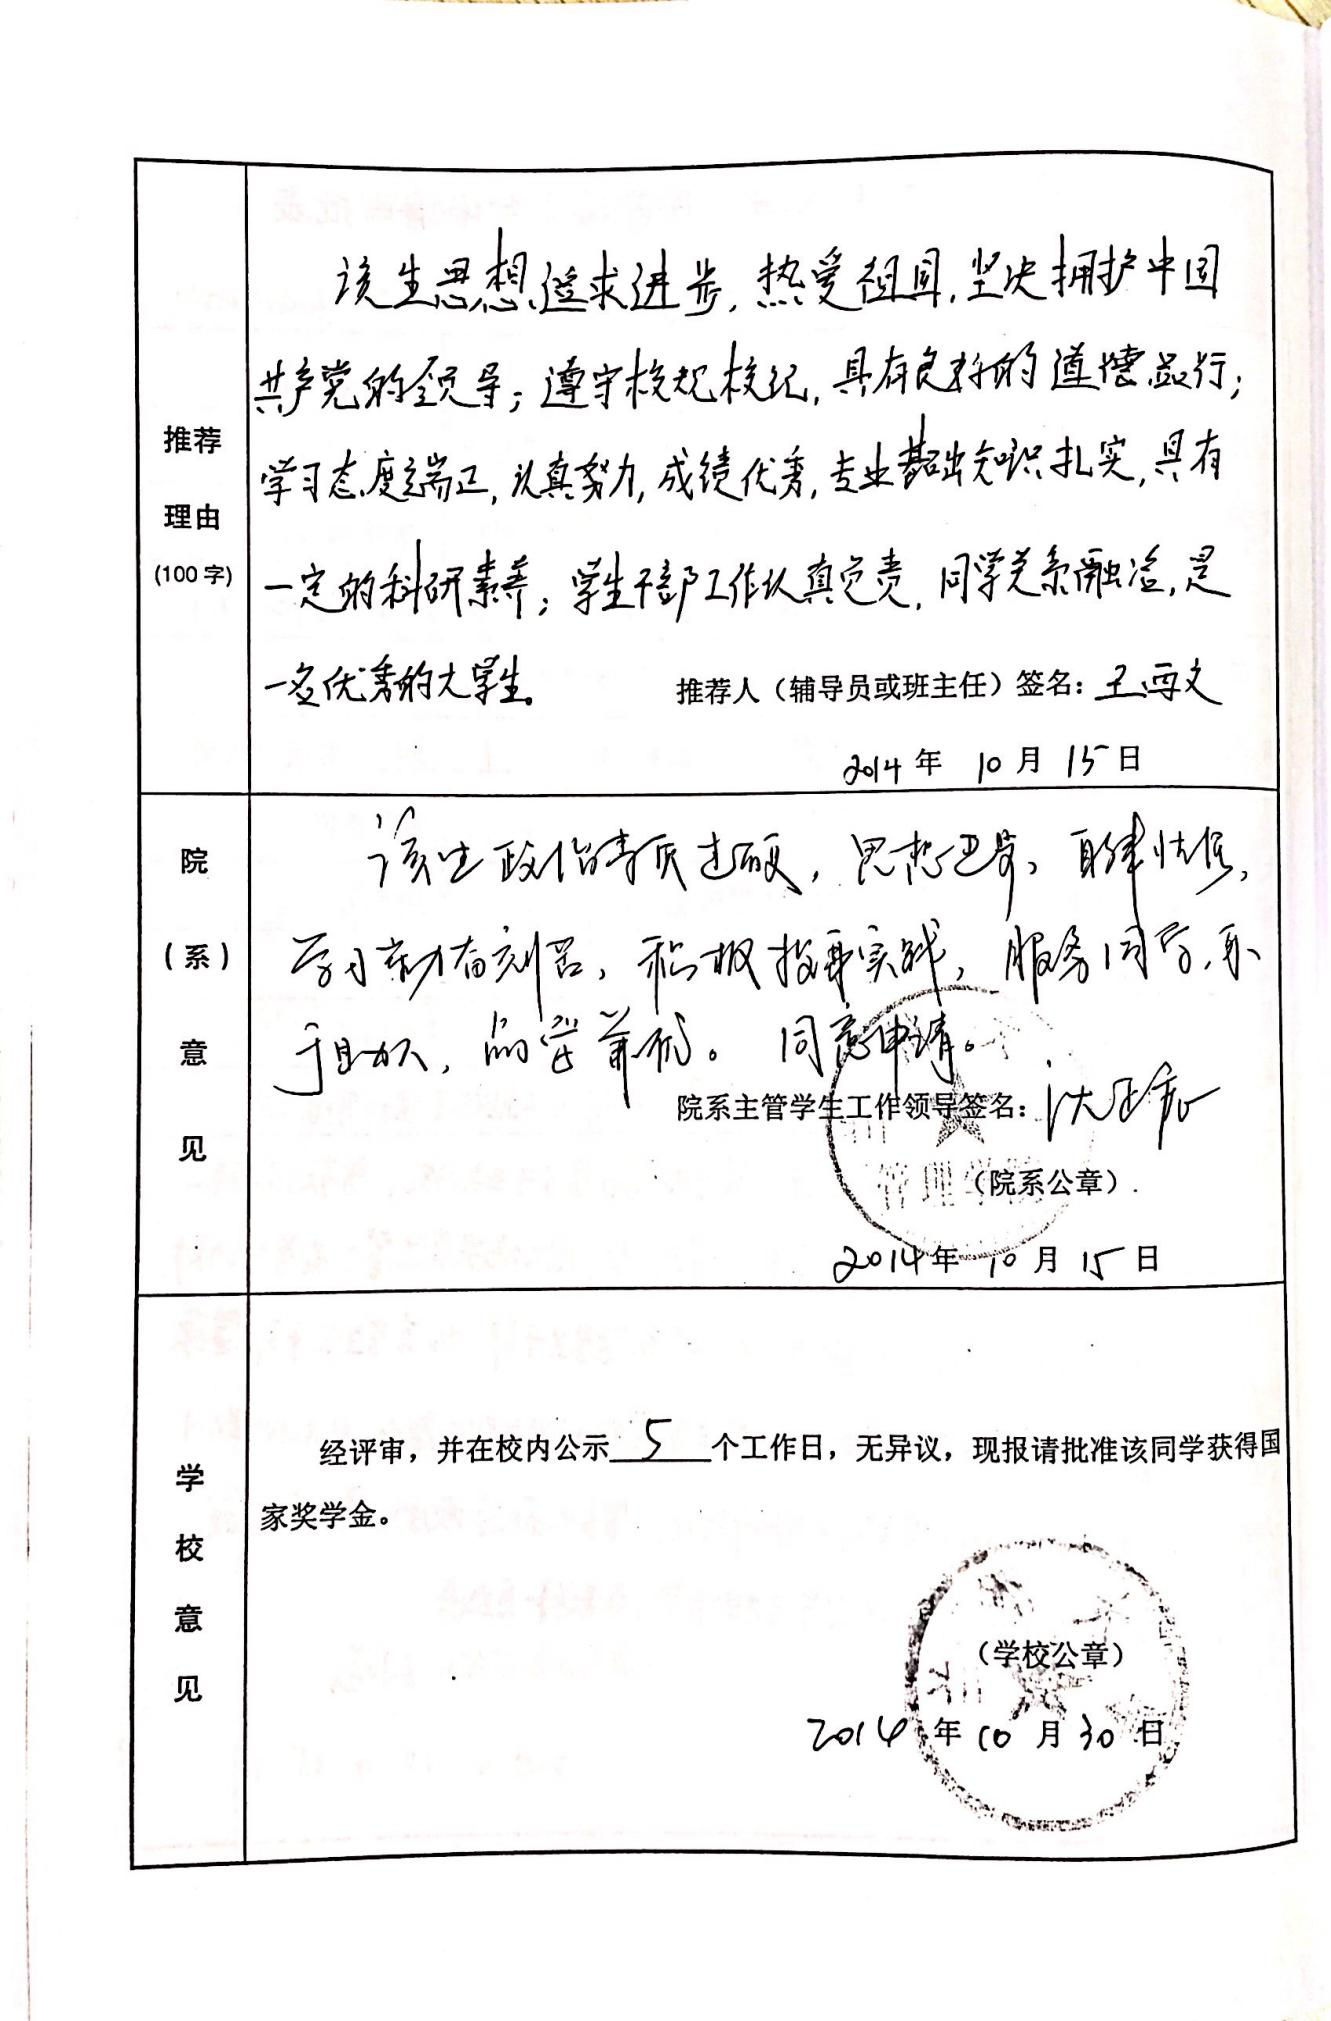 该生思想追求进步,热爱祖国,坚决拥护中国
共产党的领导;遵守校规校纪,具有良好的道德品行;
推荐
学习态度端正,认真努力,成绩优秀,专业基础知识扎实,具有
理由
(100字)
一定的科研素养;学生干部工作认真负责,同学关系融洽,是
一名优秀的大学生。 推荐人(辅导员或班主任)签名:王雨文
2014年 10月 15日
院
(系)
意
见
该生政治素质过硬,思想进步,自律性强,
学习勤奋刻苦,积极投身实践,服务同学,乐
于助人,品学兼优。同意申请。
院系主管学生工作领导签名:
管理学院
(院系公章).
2014年10月15日
学
校
意
见
经评审,并在校内公示 5 个工作日,无异议,现报请批准该同学获得国
家奖学金。
(学校公章)
2014年10月30日